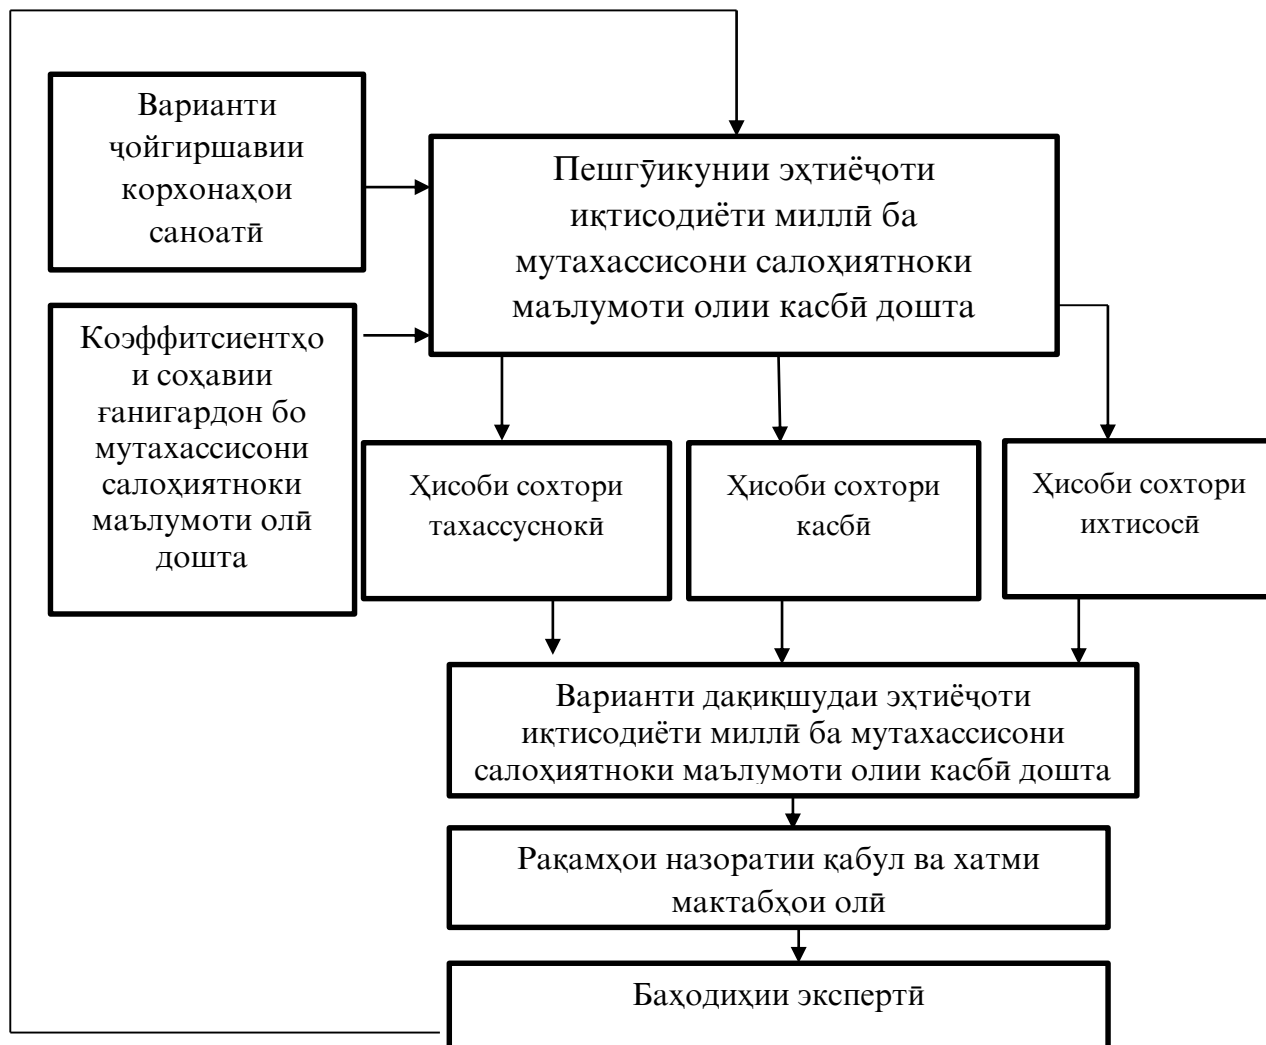 Варианти
ҷойгиршавии
корхонаҳои
саноатӣ
Пешгӯикунии эҳтиёҷоти
иқтисодиёти миллӣ ба
мутахассисони салоҳиятноки
маълумоти олии касбӣ дошта
Коэффитсиентҳо
и соҳавии
ғанигардон бо
мутахассисони
салоҳиятноки
маълумоти олӣ
дошта
Ҳисоби сохтори
тахассуснокӣ
Ҳисоби сохтори
касбӣ
Ҳисоби сохтори
ихтисосӣ
Варианти дақиқшудаи эҳтиёҷоти
иқтисодиёти миллӣ ба мутахассисони
салоҳиятноки маълумоти олии касбӣ дошта
Рақамҳои назоратии қабул ва хатми
мактабҳои олӣ
Баҳодиҳии экспертӣ